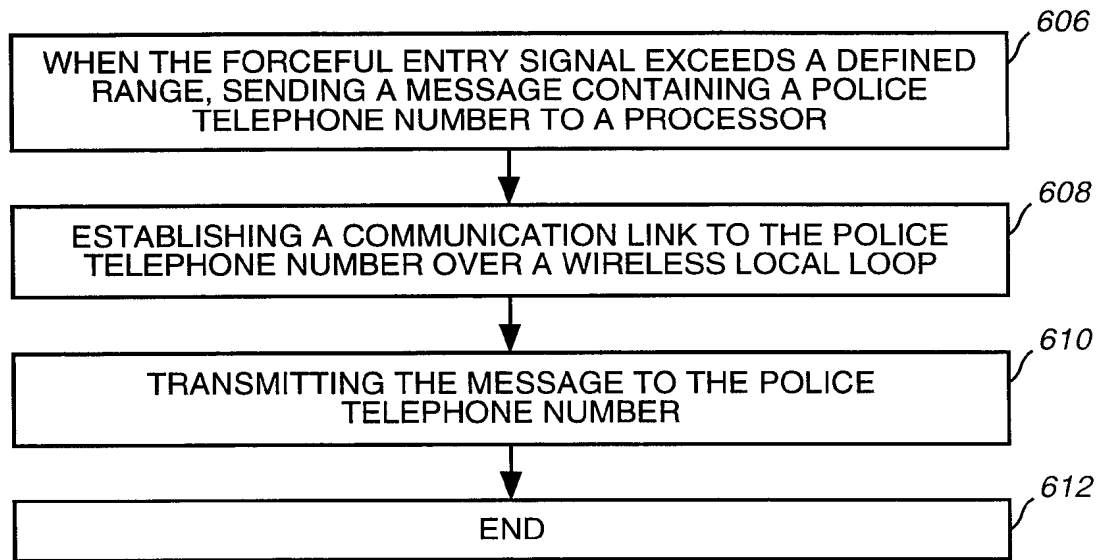 606
WHEN THE FORCEFUL ENTRY SIGNAL EXCEEDS A DEFINED
RANGE, SENDING A MESSAGE CONTAINING A POLICE
TELEPHONE NUMBER TO A PROCESSOR
608
ESTABLISHING A COMMUNICATION LINK TO THE POLICE
TELEPHONE NUMBER OVER A WIRELESS LOCAL LOOP
610
TRANSMITTING THE MESSAGE TO THE POLICE
TELEPHONE NUMBER
612
END